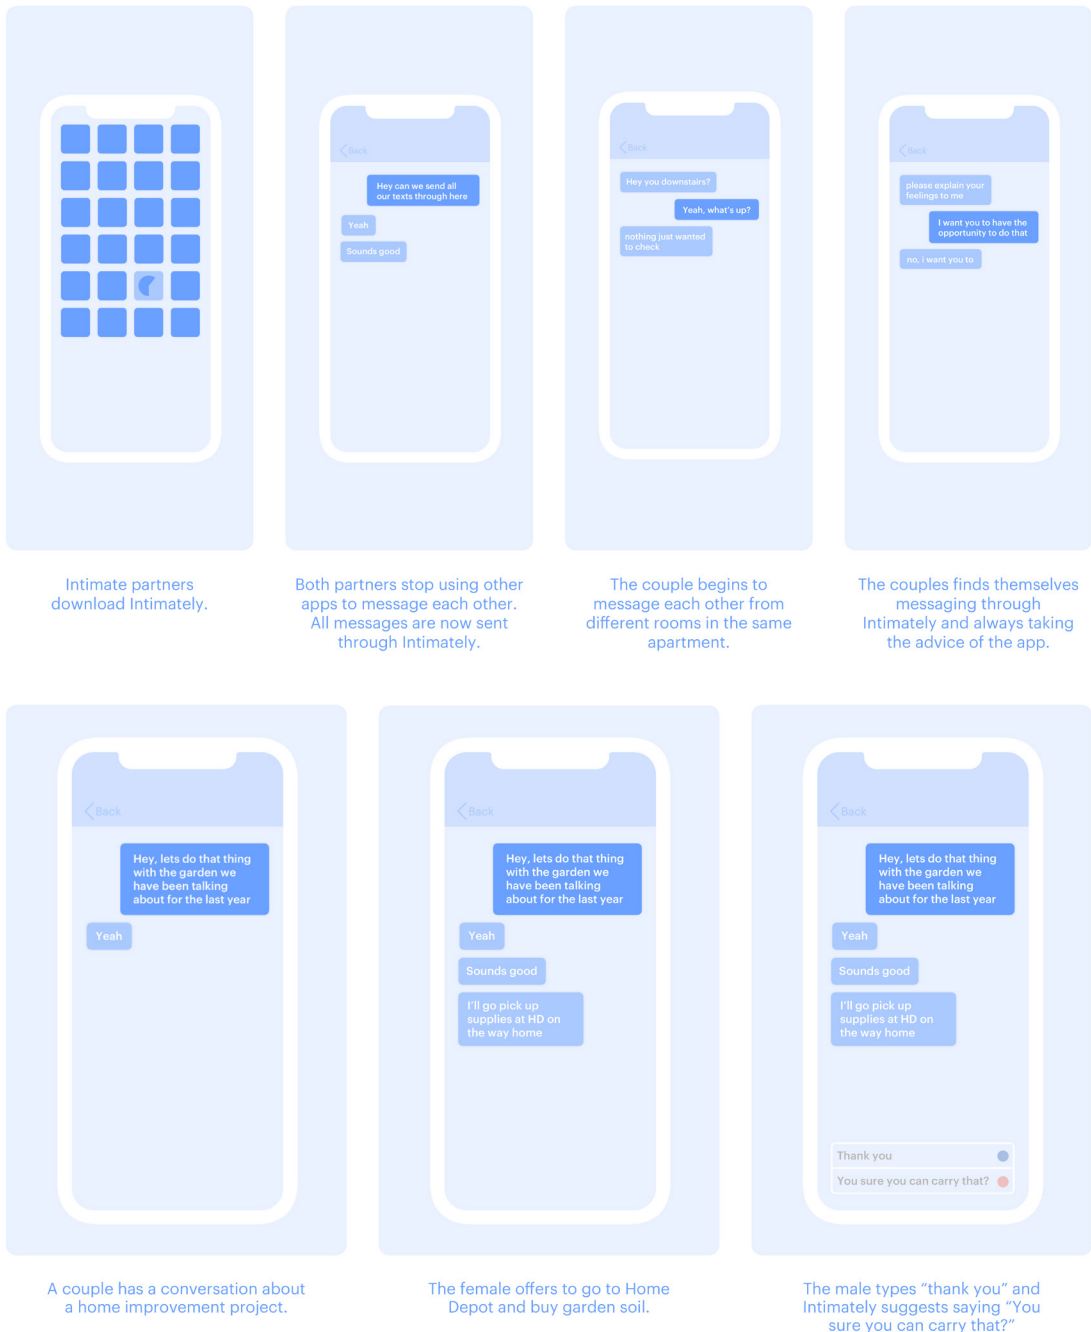 Back
Hey can we send all
our texts through here
Yeah
Sounds good
Back
Hey you downstairs?
Yeah, what's up?
nothing just wanted
to check
Back
please explain your
feelings to me
I want you to have the
opportunity to do that
no, i want you to
Intimate partners
download Intimately.
Both partners stop using other
apps to message each other.
All messages are now sent
through Intimately.
The couple begins to
message each other from
different rooms in the same
apartment.
The couples finds themselves
messaging through
Intimately and always taking
the advice of the app.
Back
Hey, lets do that thing
with the garden we
have been talking
about for the last year
Yeah
Back
Hey, lets do that thing
with the garden we
have been talking
about for the last year
Yeah
Sounds good
I'll go pick up
supplies at HD on
the way home
Back
Hey, lets do that thing
with the garden we
have been talking
about for the last year
Yeah
Sounds good
I'll go pick up
supplies at HD on
the way home
Thank you
You sure you can carry that?
A couple has a conversation about
a home improvement project.
The female offers to go to Home
Depot and buy garden soil.
The male types “thank you” and
Intimately suggests saying “You
sure you can carry that?”